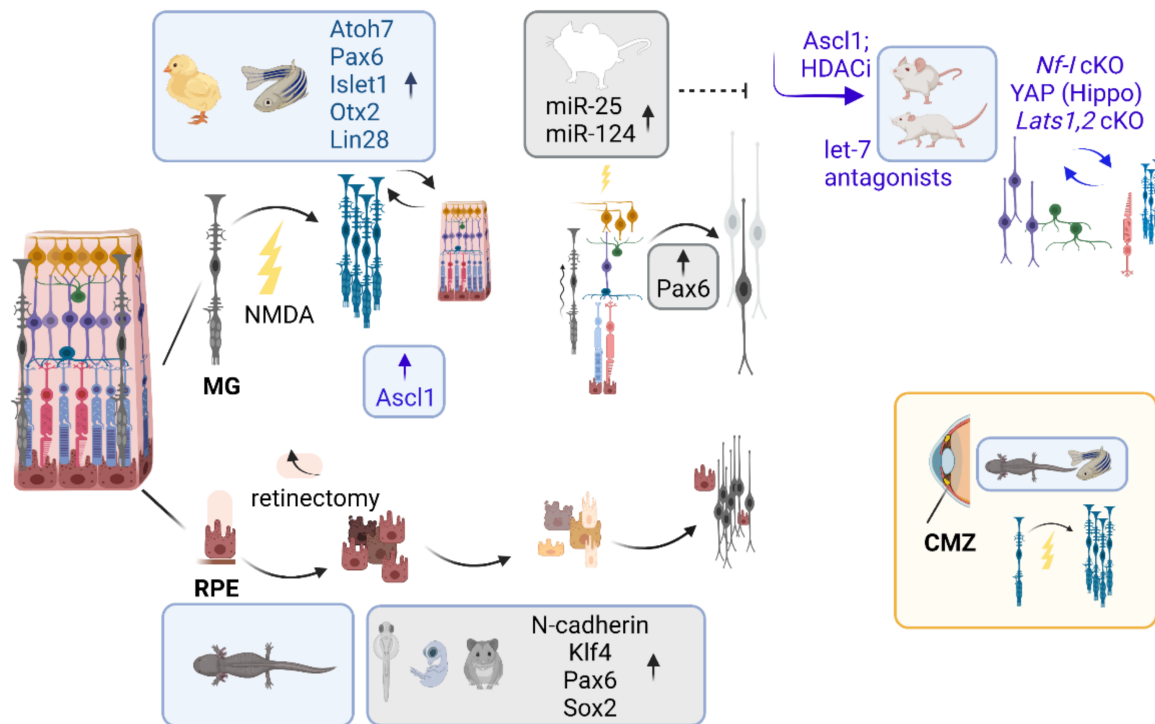 Atoh7
Pax6
Islet1
Otx2
Lin28
miR-25
miR-124
Ascl1;
HDACi
let-7
antagonists
Nf-I cKO
YAP (Hippo)
Lats1,2 cKO
NMDA
MG
Ascl1
Pax6
retinectomy
RPE
N-cadherin
Klf4
Pax6
Sox2
CMZ